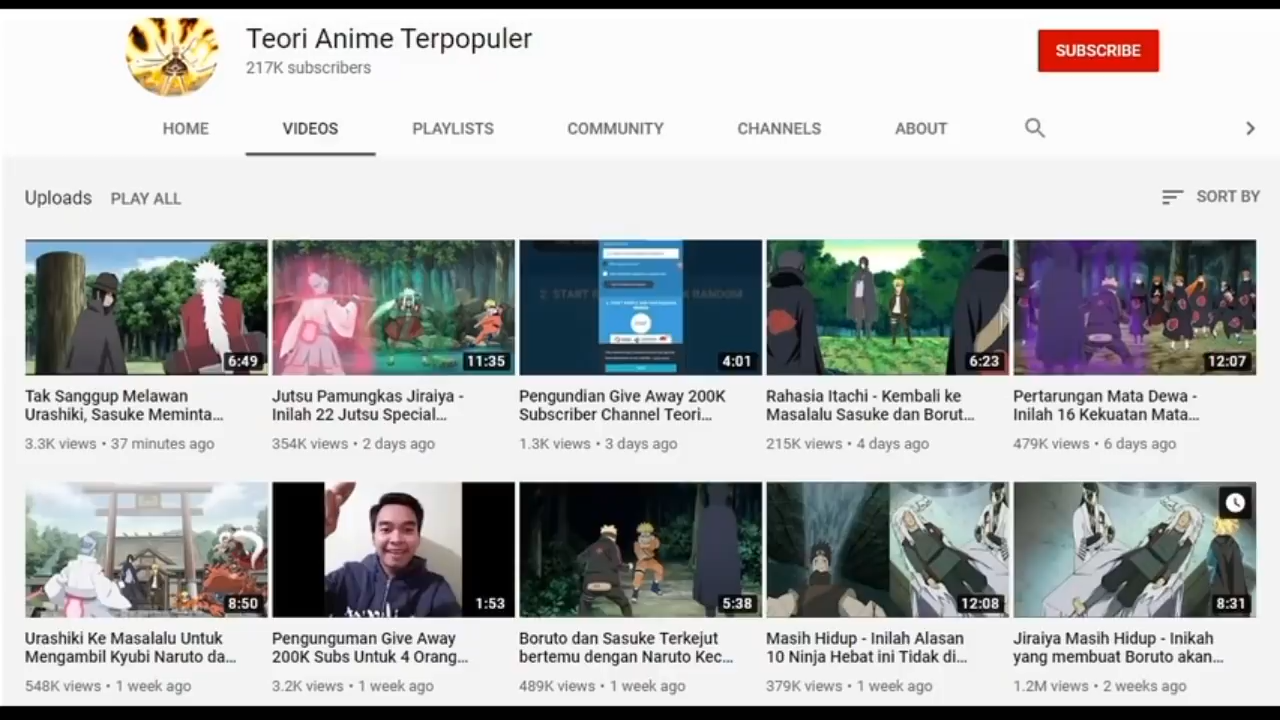 Teori Anime Terpopuler
217K subscribers
SUBSCRIBE
HOME VIDEOS PLAYLISTS COMMUNITY CHANNELS ABOUT
Uploads PLAY ALL SORT BY
6:49 11:35 4:01 6:23 12:07
Tak Sanggup Melawan
Urashiki, Sasuke Meminta...
3.3K views • 37 minutes ago
Jutsu Pamungkas Jiraiya -
Inilah 22 Jutsu Special...
354K views • 2 days ago
Pengundian Give Away 200K
Subscriber Channel Teori...
1.3K views • 3 days ago
Rahasia Itachi - Kembali ke
Masalalu Sasuke dan Borut...
215K views • 4 days ago
Pertarungan Mata Dewa -
Inilah 16 Kekuatan Mata...
479K views • 6 days ago
8:50 1:53 5:38 12:08 8:31
Urashiki Ke Masalalu Untuk
Mengambil Kyubi Naruto da...
548K views • 1 week ago
Pengunguman Give Away
200K Subs Untuk 4 Orang...
3.2K views • 1 week ago
Boruto dan Sasuke Terkejut
bertemu dengan Naruto Kec...
489K views • 1 week ago
Masih Hidup - Inilah Alasan
10 Ninja Hebat ini Tidak di...
379K views • 1 week ago
Jiraiya Masih Hidup - Inikah
yang membuat Boruto akan...
1.2M views • 2 weeks ago